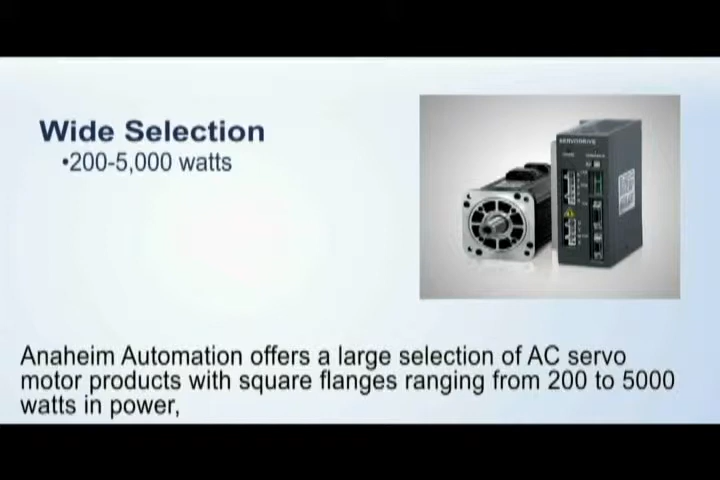 Wide Selection
•200-5,000 watts
SERVODRIVE
Anaheim Automation offers a large selection of AC servo
motor products with square flanges ranging from 200 to 5000
watts in power,